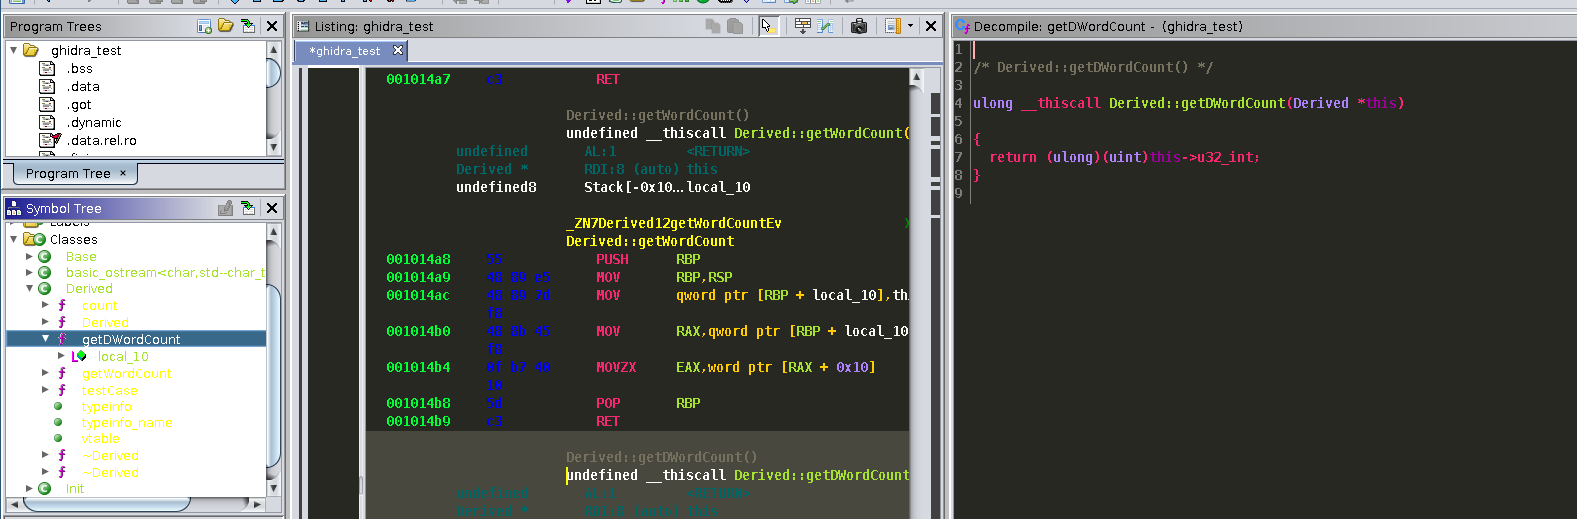 Program Trees
ghidra_test
.bss
.data
.got
.dynamic
.data.rel.ro
Program Tree ×
Symbol Tree
Labels
Classes
Base
basic_ostream<char,std--char_t
Derived
count
Derived
getDWordCount
local_10
getWordCount
testCase
typeinfo
typeinfo_name
vtable
~Derived
~Derived
Init
Listing: ghidra_test
*ghidra_test
001014a7 c3 RET
Derived::getWordCount()
undefined __thiscall Derived::getWordCount(
undefined AL:1 <RETURN>
Derived * RDI:8 (auto) this
undefined8 Stack[-0x10... local_10
_ZN7Derived12getWordCountEv X
Derived::getWordCount
001014a8 55 PUSH RBP
001014a9 48 89 e5 MOV RBP,RSP
001014ac 48 89 7d MOV qword ptr [RBP + local_10],th
f8
001014b0 48 8b 45 MOV RAX,qword ptr [RBP + local_10
f8
001014b4 0f b7 40 MOVZX EAX,word ptr [RAX + 0x10]
10
001014b8 5d POP RBP
001014b9 c3 RET
Derived::getDWordCount()
undefined __thiscall Derived::getDWordCount
undefined AL:1 <RETURN>
Derived * RDI:8 (auto) this
Decompile: getDWordCount - (ghidra_test)
1
2 /* Derived::getDWordCount() */
3
4 ulong __thiscall Derived::getDWordCount(Derived *this)
5
6 {
7 return (ulong)(uint)this->u32_int;
8 }
9